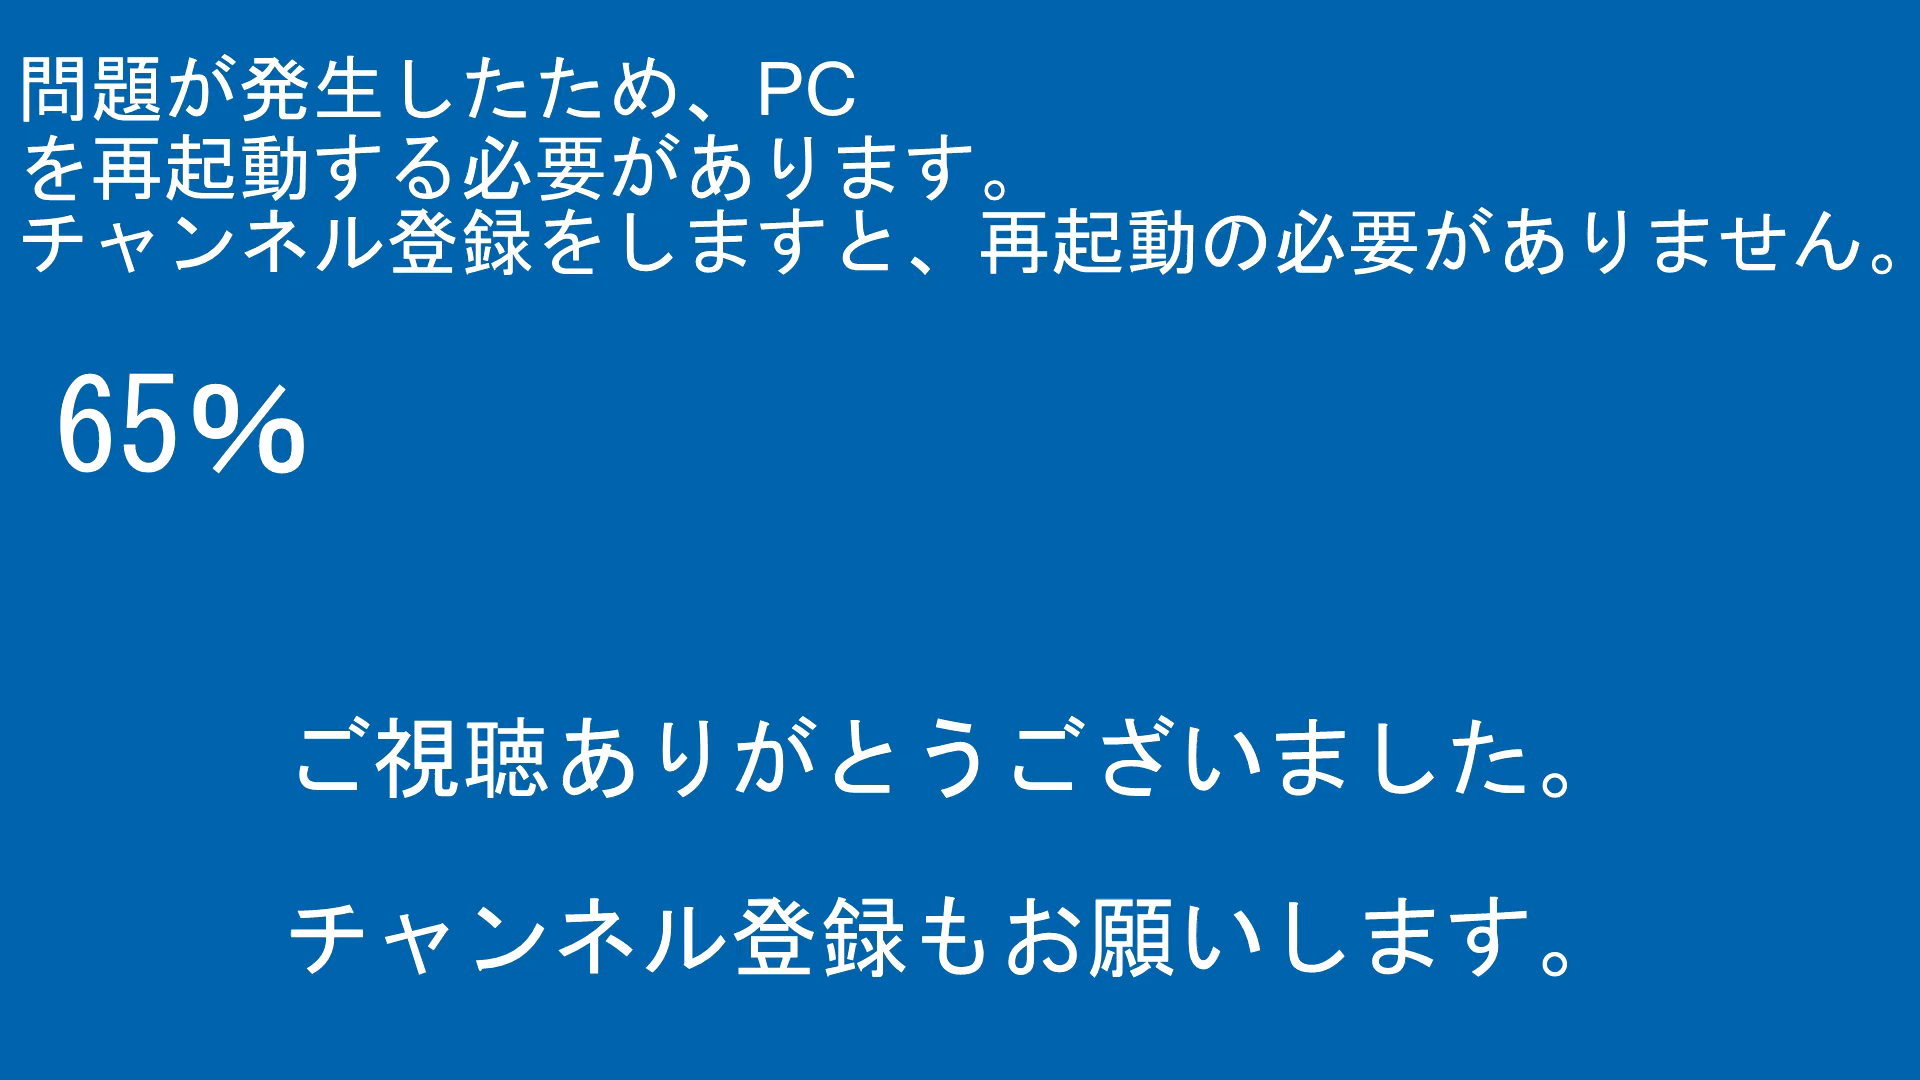 問題が発生したため、PC
を再起動する必要があります。
チャンネル登録をしますと、再起動の必要がありません。
65%
ご視聴ありがとうございました。
チャンネル登録もお願いします。